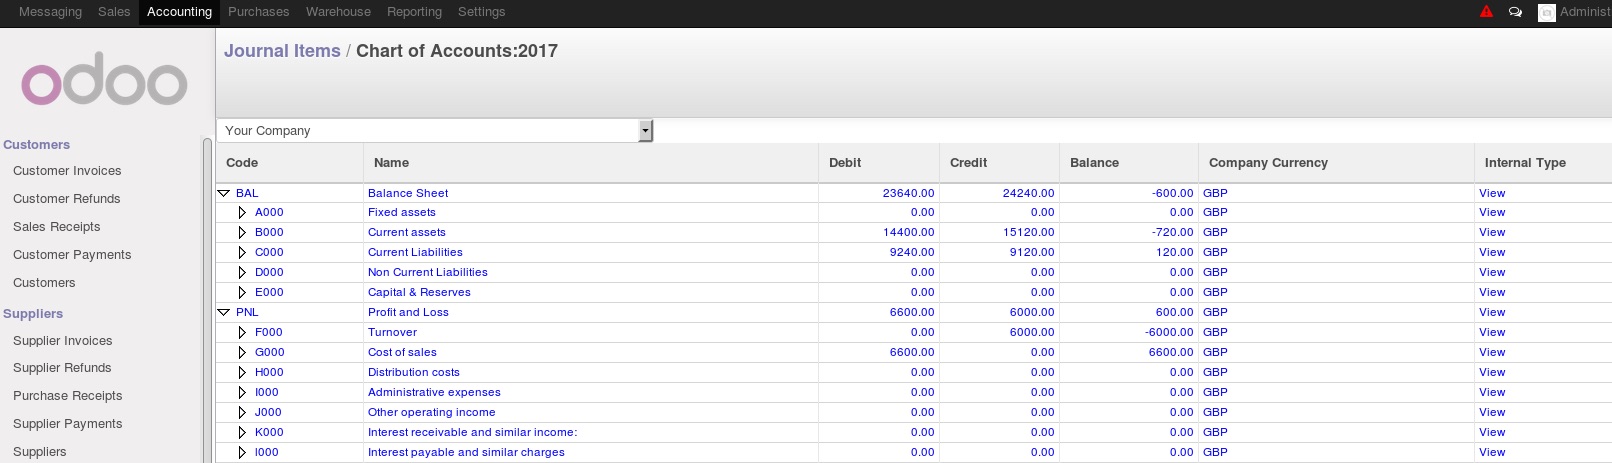 Messaging Sales Accounting Purchases Warehouse Reporting Settings Administ
odoo
Journal Items / Chart of Accounts:2017
Your Company
Customers
Customer Invoices
Customer Refunds
Sales Receipts
Customer Payments
Customers
Suppliers
Supplier Invoices
Supplier Refunds
Purchase Receipts
Supplier Payments
Suppliers
Code Name Debit Credit Balance Company Currency Internal Type
BAL Balance Sheet 23640.00 24240.00 -600.00 GBP View
A000 Fixed assets 0.00 0.00 0.00 GBP View
B000 Current assets 14400.00 15120.00 -720.00 GBP View
C000 Current Liabilities 9240.00 9120.00 120.00 GBP View
D000 Non Current Liabilities 0.00 0.00 0.00 GBP View
E000 Capital & Reserves 0.00 0.00 0.00 GBP View
PNL Profit and Loss 6600.00 6000.00 600.00 GBP View
F000 Turnover 0.00 6000.00 -6000.00 GBP View
G000 Cost of sales 6600.00 0.00 6600.00 GBP View
H000 Distribution costs 0.00 0.00 0.00 GBP View
I000 Administrative expenses 0.00 0.00 0.00 GBP View
J000 Other operating income 0.00 0.00 0.00 GBP View
K000 Interest receivable and similar income: 0.00 0.00 0.00 GBP View
I000 Interest payable and similar charges 0.00 0.00 0.00 GBP View